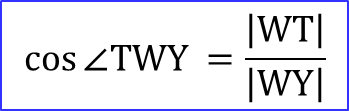 cos ∠TWY = |WT| / |WY|